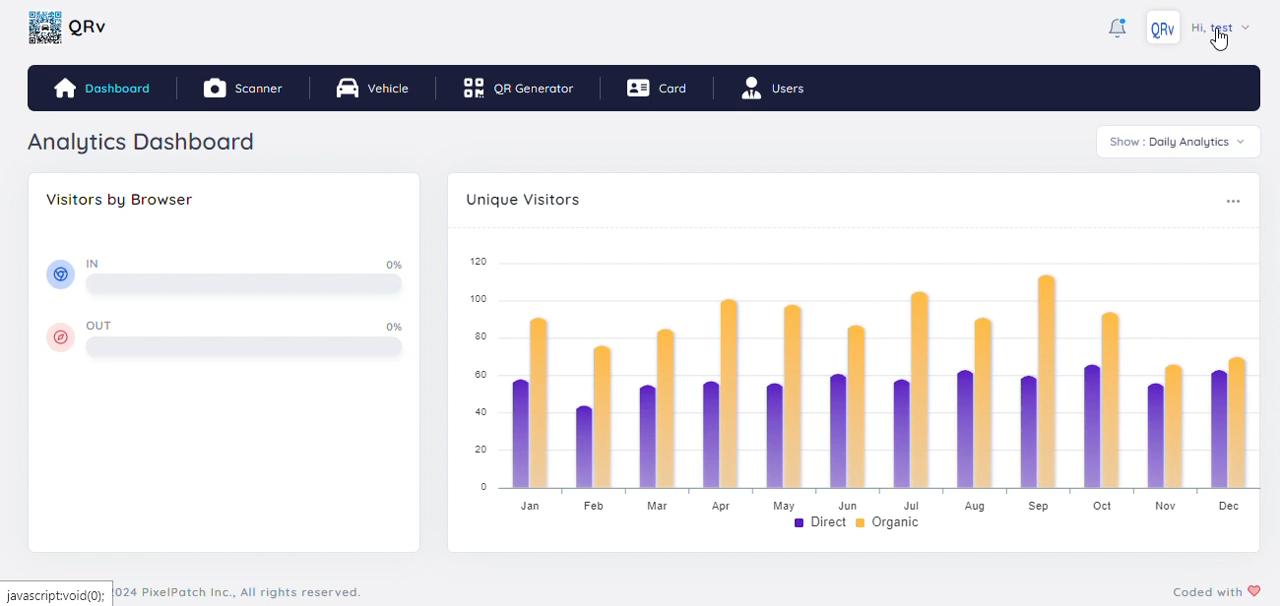 QRv
QRv
Hi, test
Dashboard
Scanner
Vehicle
QR Generator
Card
Users
Analytics Dashboard
Show : Daily Analytics
Visitors by Browser
IN 0%
OUT 0%
Unique Visitors
120
100
80
60
40
20
0
Jan Feb Mar Apr May Jun Jul Aug Sep Oct Nov Dec
Direct Organic
javascript:void(0);
2024 PixelPatch Inc., All rights reserved.
Coded with